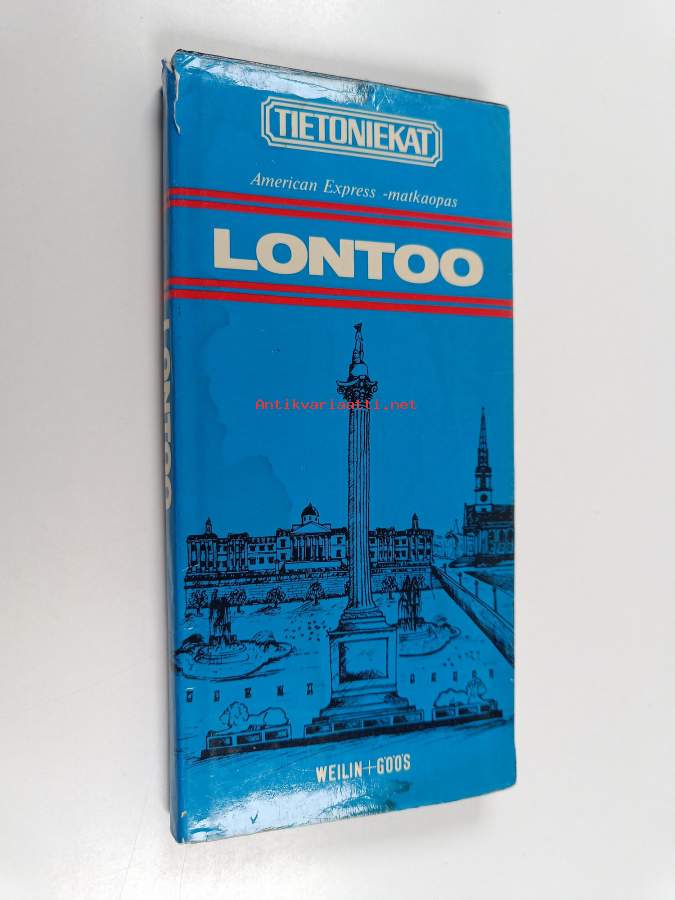 TIETONIEKAT
American Express -matkaopas
LONTOO
LONTOO
Antikvariaatti.net
WEILIN+GÖÖS